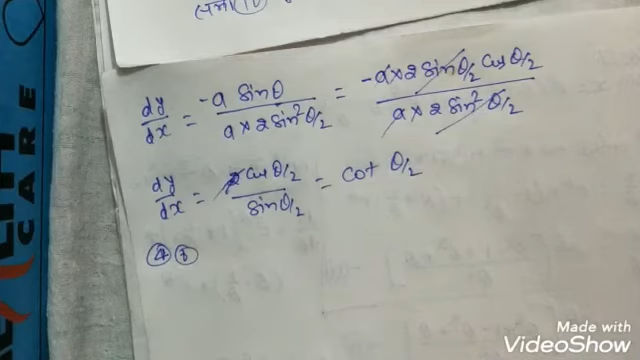 dy/dx = -a sinθ / a×2 sin²θ/2 = -a×2 sinθ/2 cosθ/2 / a×2 sin²θ/2
dy/dx = cosθ/2 / sinθ/2 = cot θ/2
CARE
Made with
VideoShow